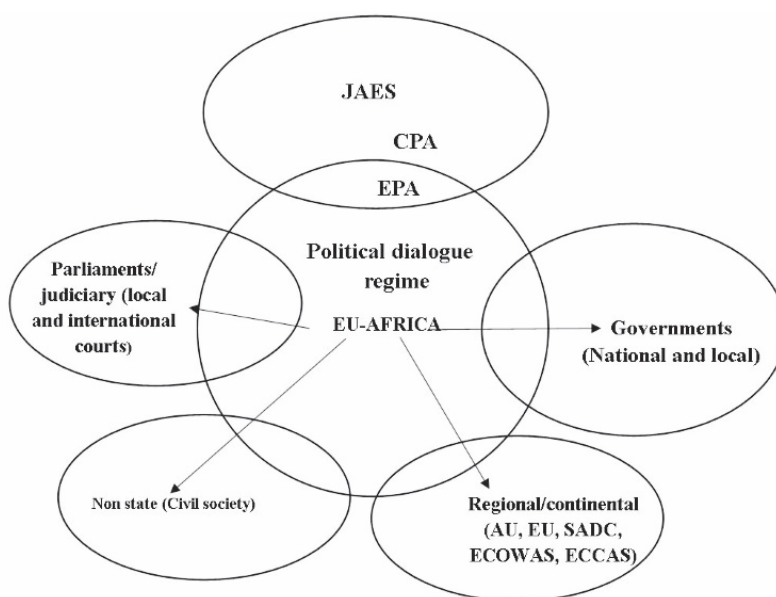 JAES
CPA
EPA
Political dialogue
regime
EU-AFRICA
Parliaments/
judiciary (local
and international
courts)
Governments
(National and local)
Non state (Civil society)
Regional/continental
(AU, EU, SADC,
ECOWAS, ECCAS)